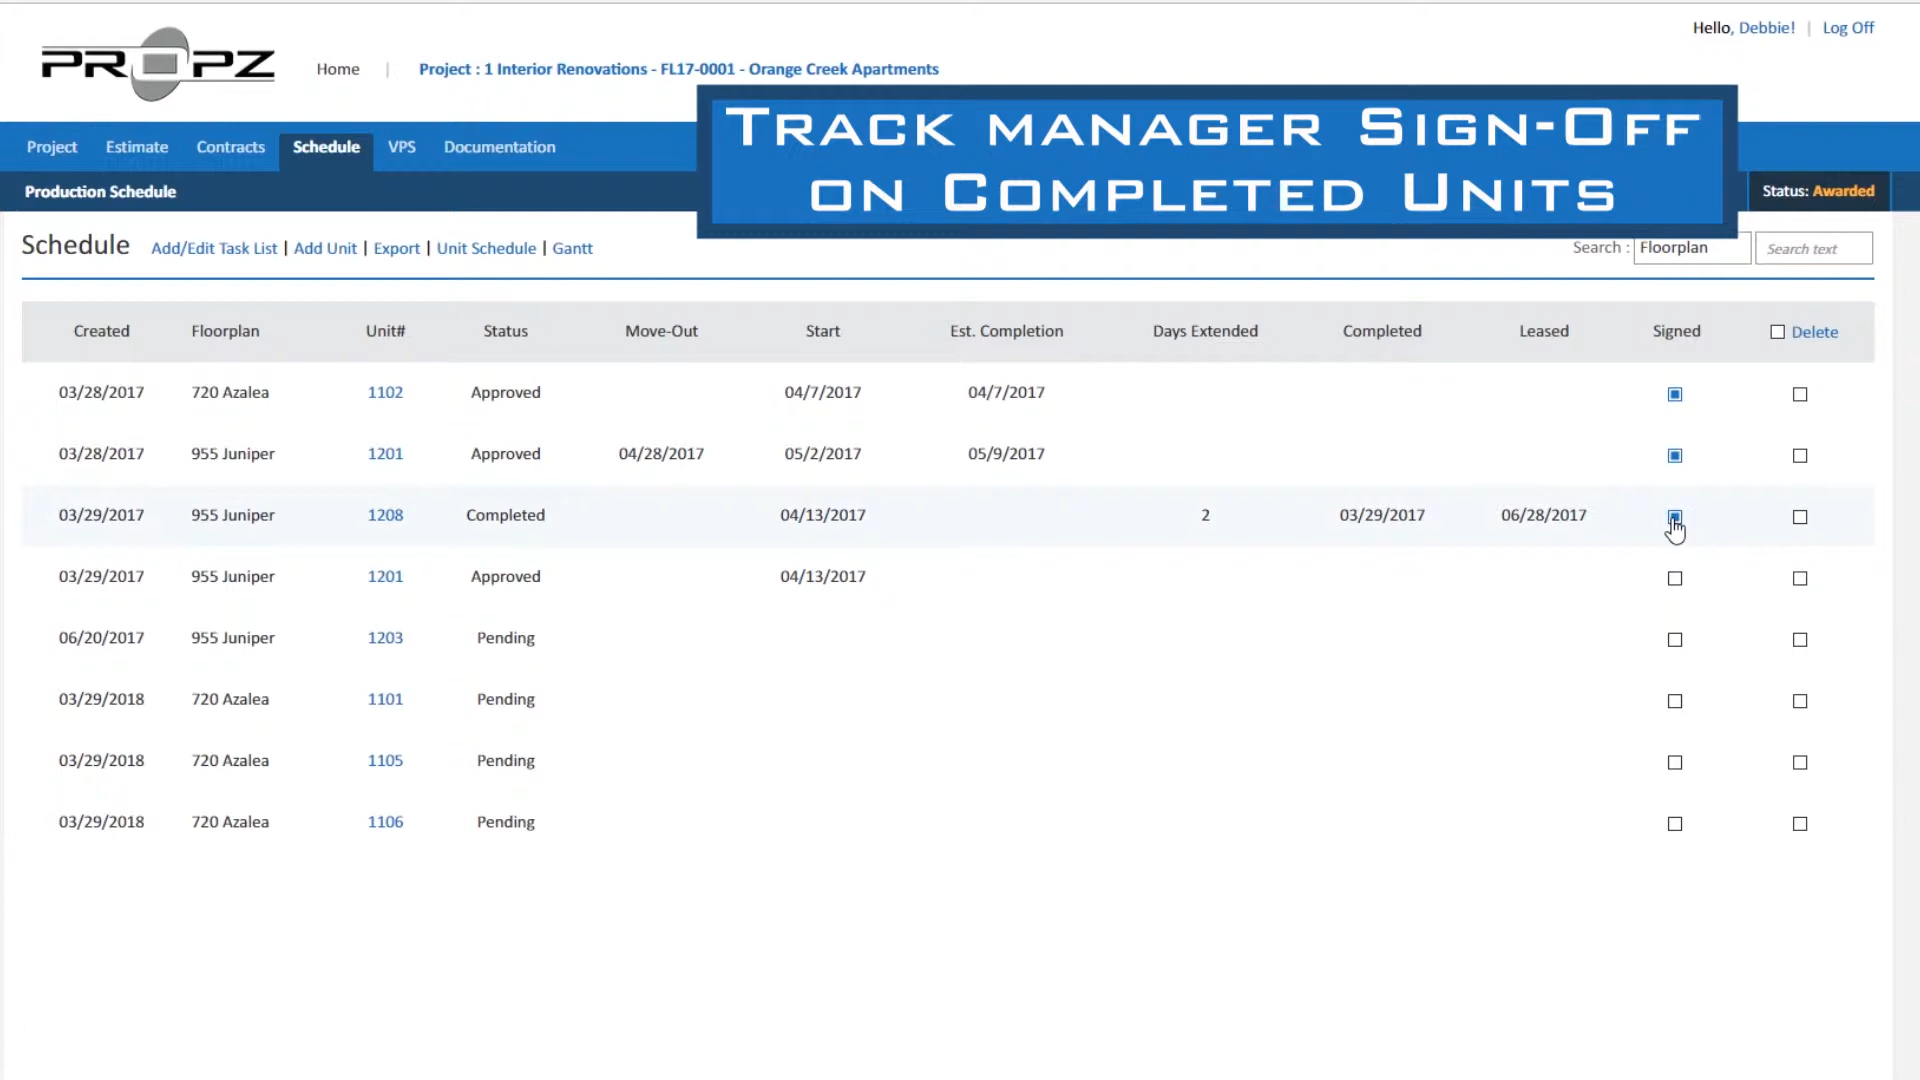 Hello, Debbie! | Log Off
PROPZ
Home | Project : 1 Interior Renovations - FL17-0001 - Orange Creek Apartments
TRACK MANAGER SIGN-OFF
ON COMPLETED UNITS
Project Estimate Contracts Schedule VPS Documentation
Production Schedule
Status: Awarded
Schedule Add/Edit Task List | Add Unit | Export | Unit Schedule | Gantt
Search : Floorplan Search text
Created Floorplan Unit# Status Move-Out Start Est. Completion Days Extended Completed Leased Signed Delete
03/28/2017 720 Azalea 1102 Approved 04/7/2017 04/7/2017
03/28/2017 955 Juniper 1201 Approved 04/28/2017 05/2/2017 05/9/2017
03/29/2017 955 Juniper 1208 Completed 04/13/2017 2 03/29/2017 06/28/2017
03/29/2017 955 Juniper 1201 Approved 04/13/2017
06/20/2017 955 Juniper 1203 Pending
03/29/2018 720 Azalea 1101 Pending
03/29/2018 720 Azalea 1105 Pending
03/29/2018 720 Azalea 1106 Pending